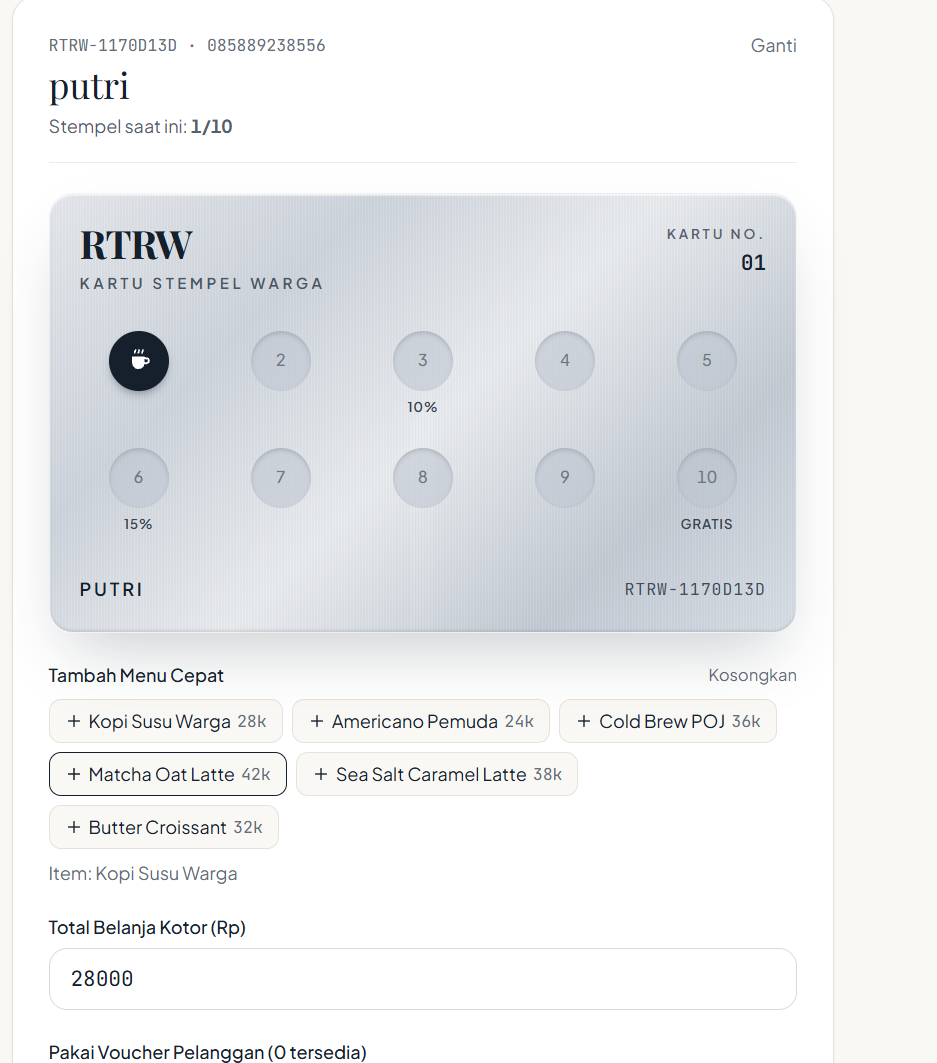 RTRW-1170D13D · 085889238556
Ganti
putri
Stempel saat ini: 1/10
RTRW
KARTU STEMPEL WARGA
KARTU NO.
01
2 3 4 5
10%
6 7 8 9 10
15% GRATIS
PUTRI
RTRW-1170D13D
Tambah Menu Cepat
Kosongkan
+ Kopi Susu Warga 28k + Americano Pemuda 24k + Cold Brew POJ 36k
+ Matcha Oat Latte 42k + Sea Salt Caramel Latte 38k
+ Butter Croissant 32k
Item: Kopi Susu Warga
Total Belanja Kotor (Rp)
28000
Pakai Voucher Pelanggan (0 tersedia)